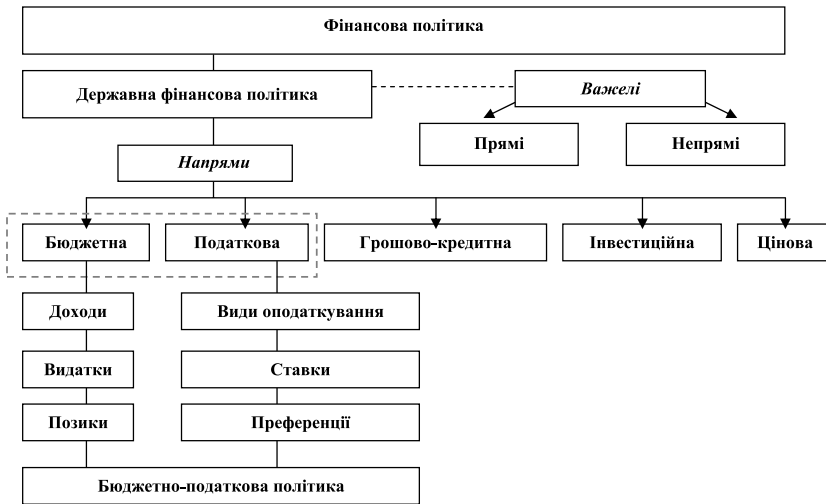 Фінансова політика
Державна фінансова політика
Важелі
Прямі
Непрямі
Напрями
Бюджетна
Податкова
Грошово-кредитна
Інвестиційна
Цінова
Доходи
Види оподаткування
Видатки
Ставки
Позики
Преференції
Бюджетно-податкова політика